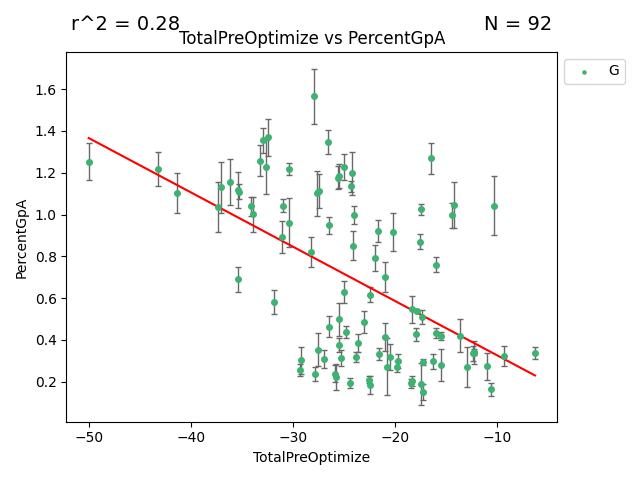 r^2 = 0.28
N = 92
TotalPreOptimize vs PercentGpA
G
1.6
1.4
1.2
1.0
0.8
0.6
0.4
0.2
PercentGpA
−50
−40
−30
−20
−10
TotalPreOptimize